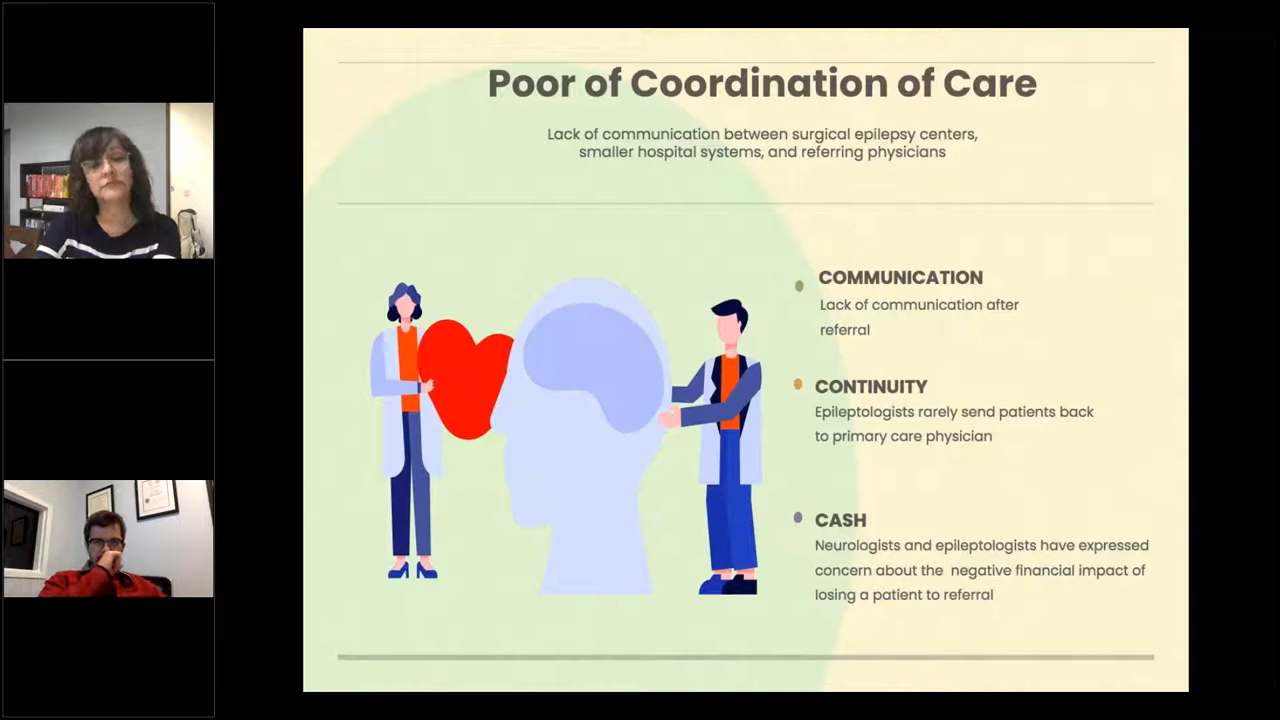 Poor of Coordination of Care
Lack of communication between surgical epilepsy centers,
smaller hospital systems, and referring physicians
COMMUNICATION
Lack of communication after
referral
CONTINUITY
Epileptologists rarely send patients back
to primary care physician
CASH
Neurologists and epileptologists have expressed
concern about the negative financial impact of
losing a patient to referral